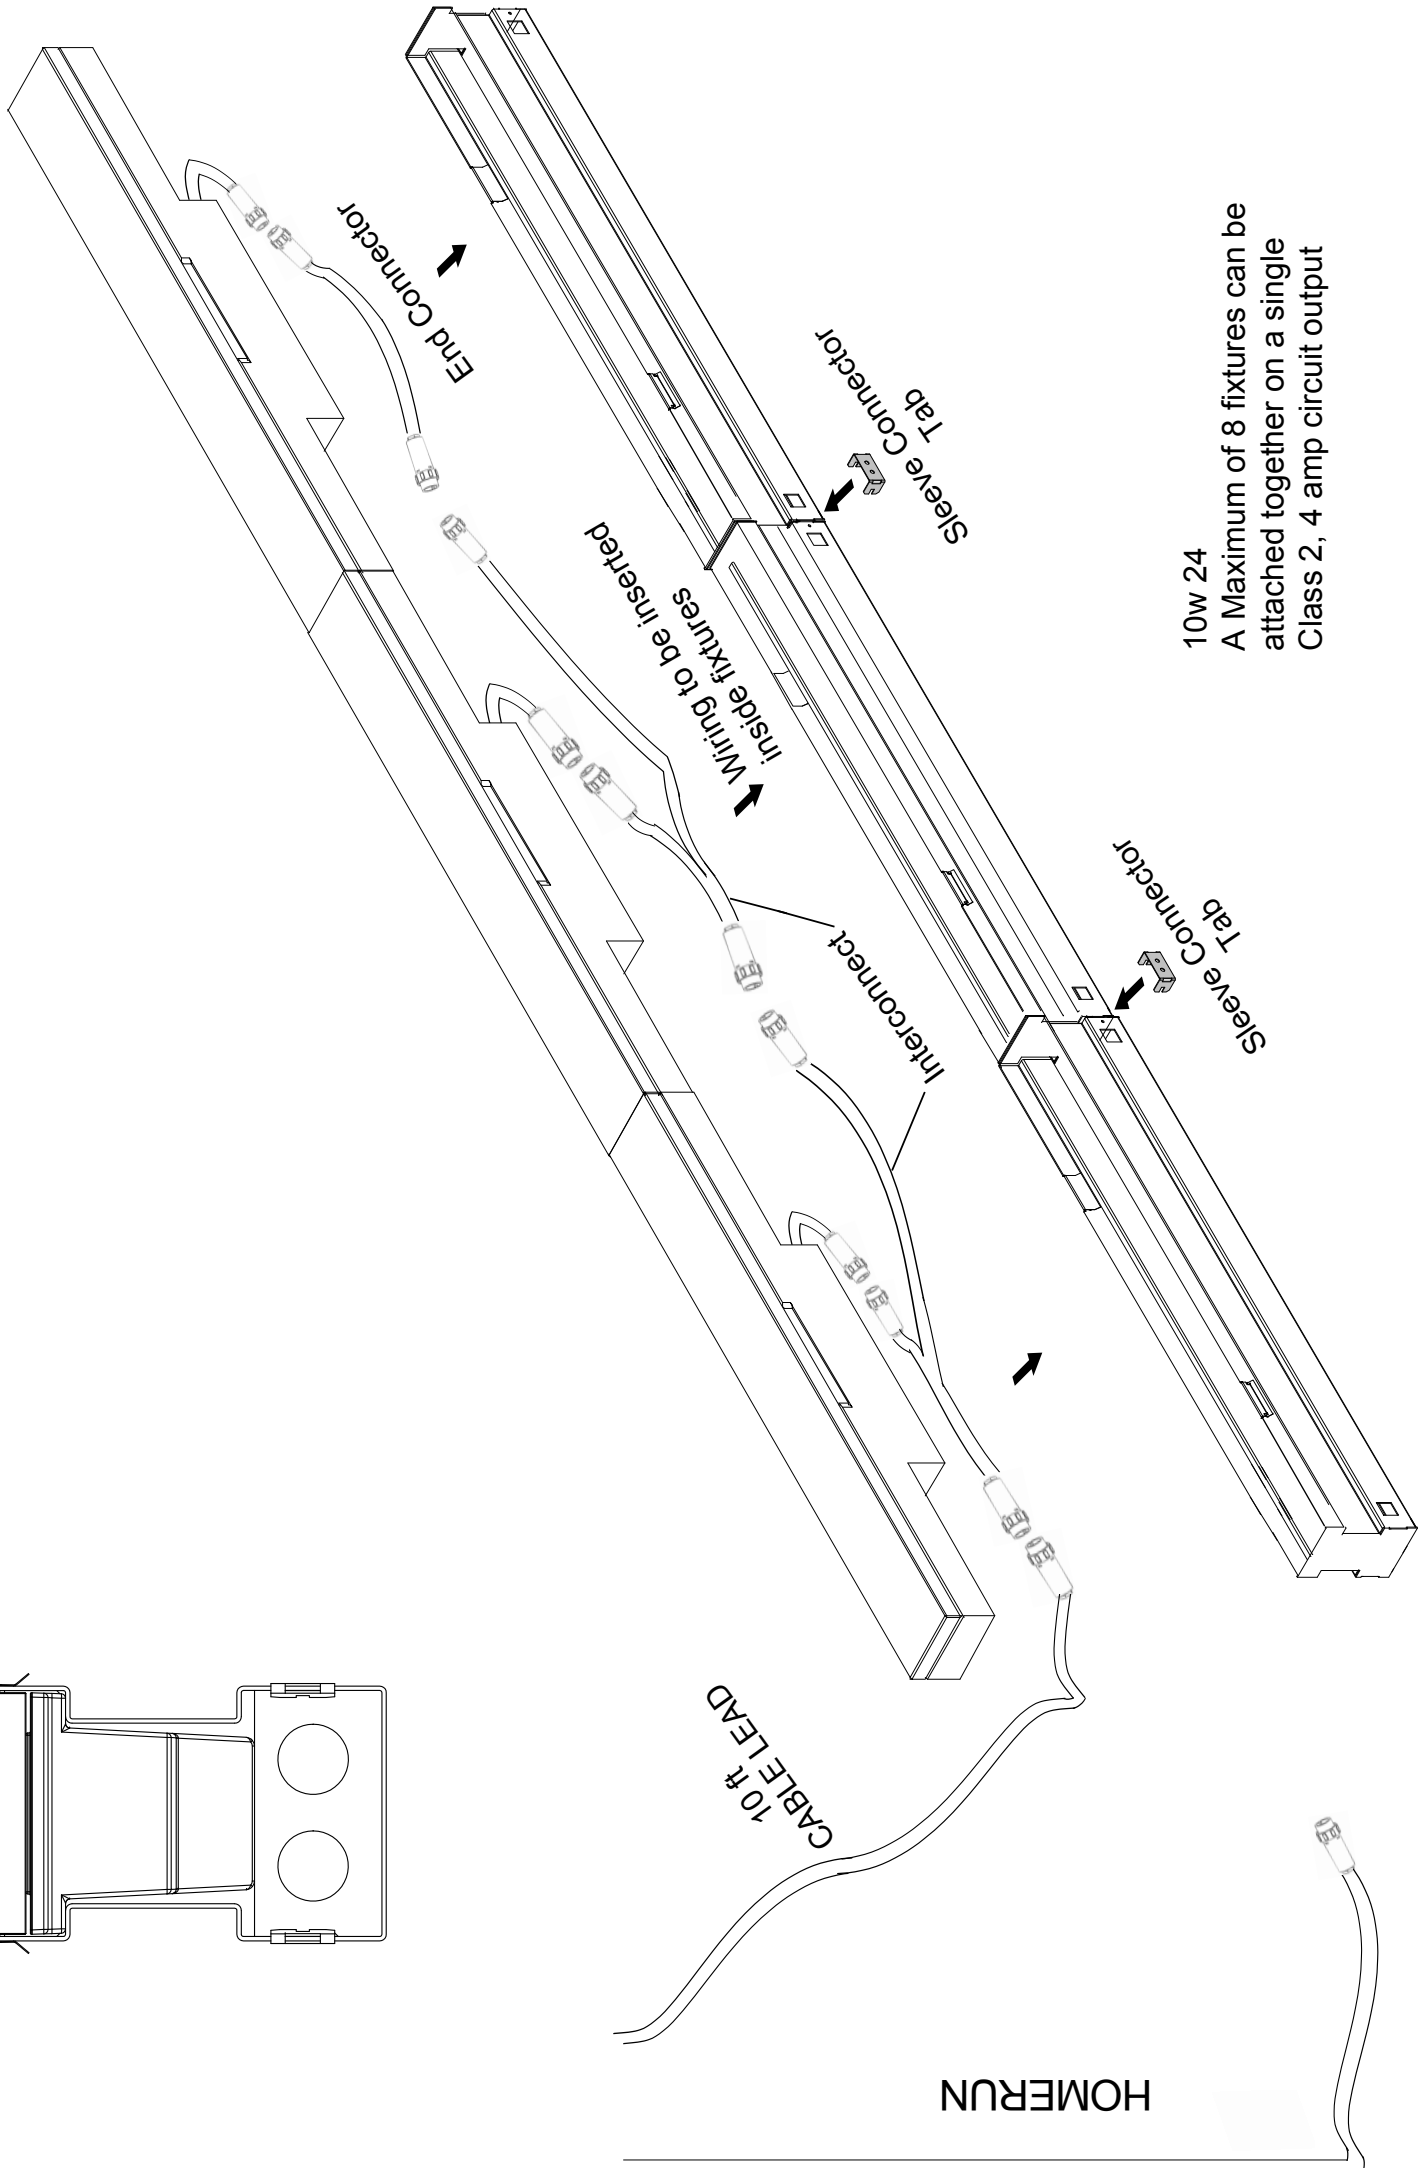 End Connector
Sleeve Connector
Tab
Wiring to be inserted
inside fixtures
Interconnect
Sleeve Connector
Tab
10w 24
A Maximum of 8 fixtures can be
attached together on a single
Class 2, 4 amp circuit output
10 ft
CABLE LEAD
HOMERUN